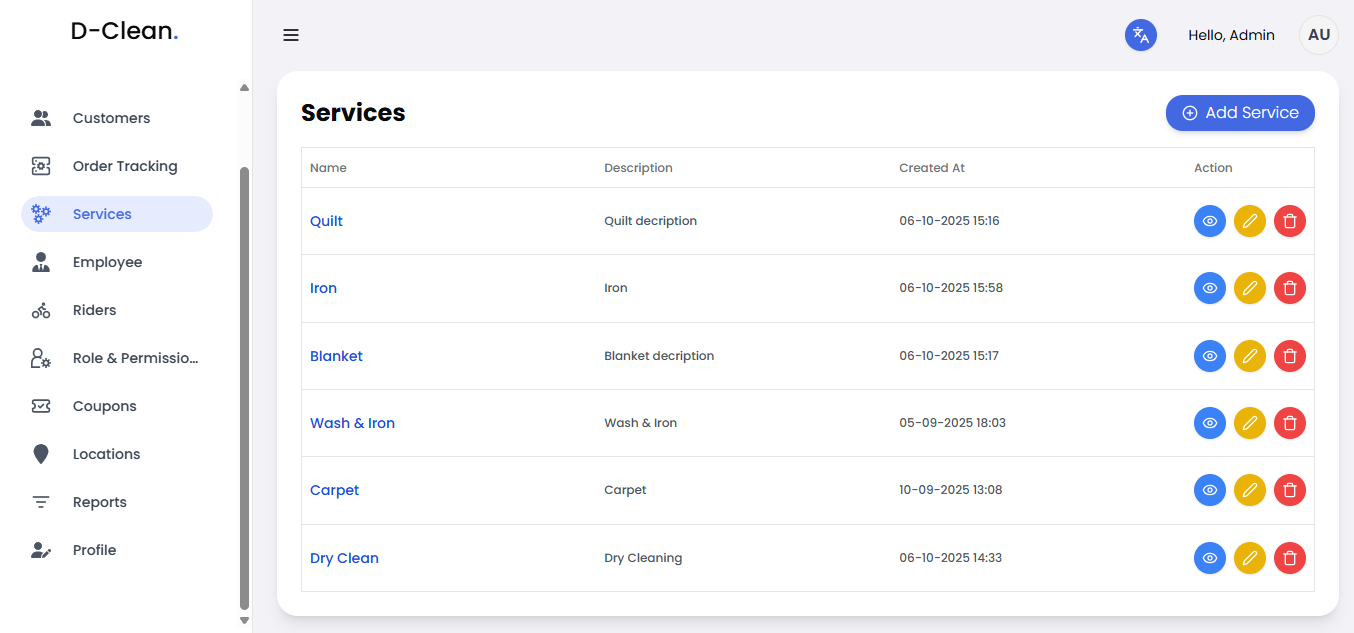 D-Clean.
Hello, Admin
AU
Customers
Order Tracking
Services
Employee
Riders
Role & Permissio...
Coupons
Locations
Reports
Profile
Services
Add Service
Name Description Created At Action
Quilt Quilt decription 06-10-2025 15:16
Iron Iron 06-10-2025 15:58
Blanket Blanket decription 06-10-2025 15:17
Wash & Iron Wash & Iron 05-09-2025 18:03
Carpet Carpet 10-09-2025 13:08
Dry Clean Dry Cleaning 06-10-2025 14:33